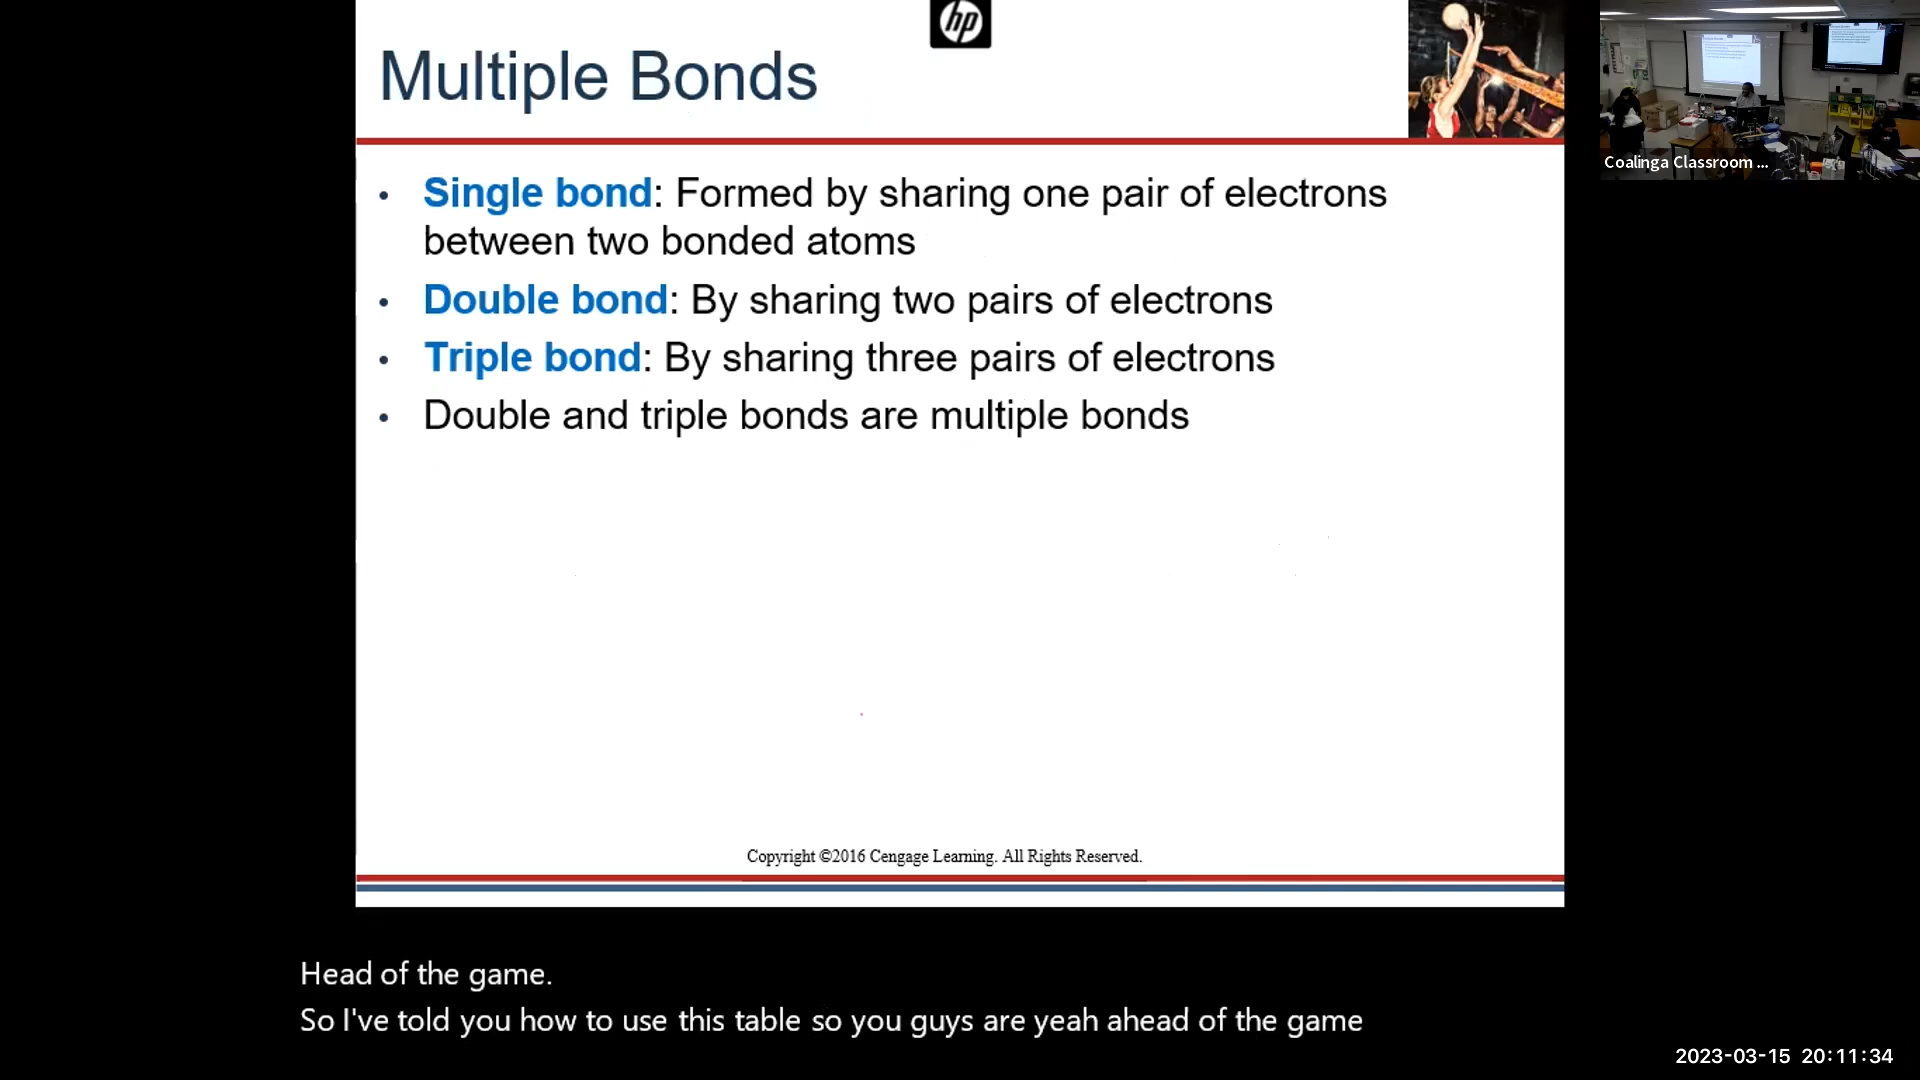 hp
Multiple Bonds
Coalinga Classroom ...
• Single bond: Formed by sharing one pair of electrons
between two bonded atoms
• Double bond: By sharing two pairs of electrons
• Triple bond: By sharing three pairs of electrons
• Double and triple bonds are multiple bonds
Copyright ©2016 Cengage Learning. All Rights Reserved.
Head of the game.
So I've told you how to use this table so you guys are yeah ahead of the game
2023-03-15 20:11:34